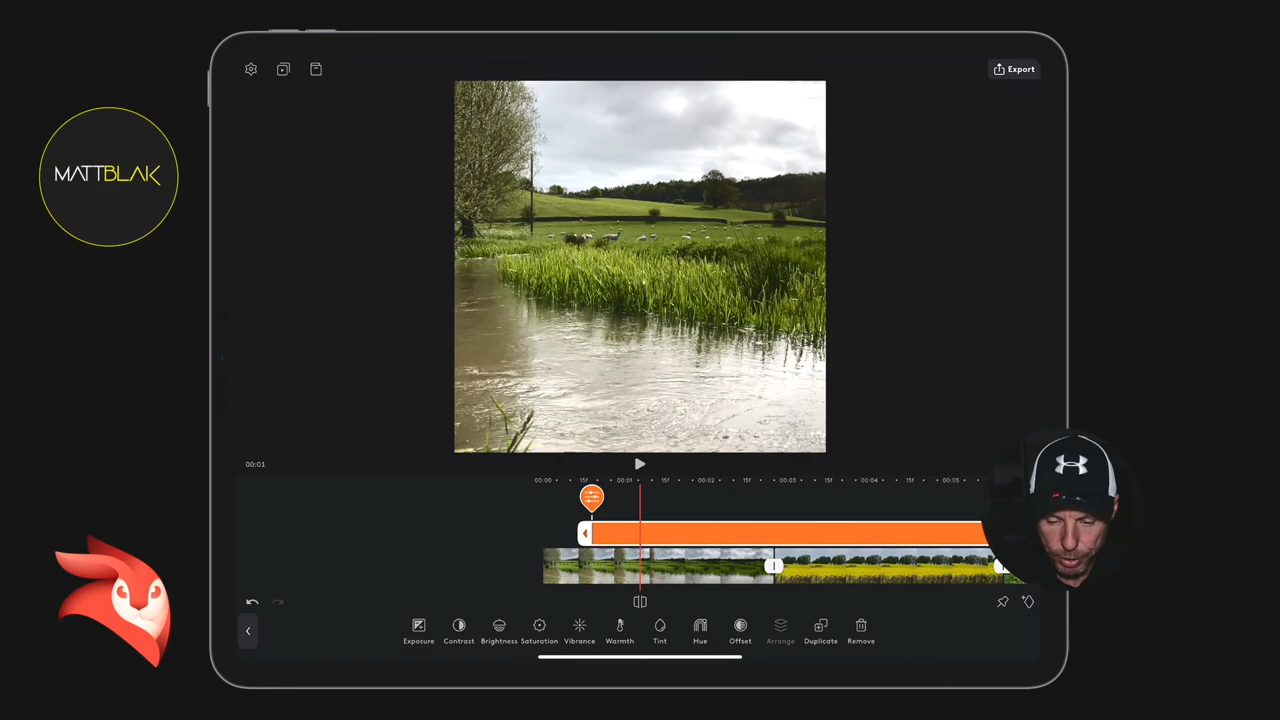 Export
MATTBLAK
00:01
00:00 15f 00:01 15f 00:02 15f 00:03 15f 00:04 15f 00:05
Exposure Contrast Brightness Saturation Vibrance Warmth Tint Hue Offset Arrange Duplicate Remove